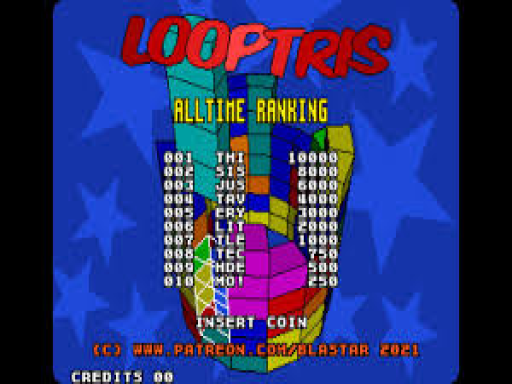 LOOPTRIS
ALLTIME RANKING
001 THI 10000
002 SIS 8000
003 JUS 6000
004 TAV 4000
005 ERY 3000
006 LIT 2000
007 TLE 1000
008 TEC 750
009 HDE 500
010 MO! 250
INSERT COIN
(C) WWW.PATREON.COM/BLASTAR 2021
CREDITS 00